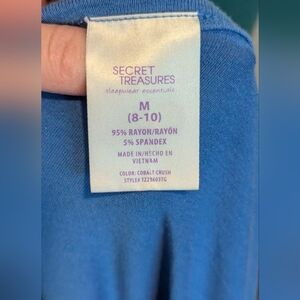 SECRET
TREASURES
sleepwear essentials
M
(8-10)
95% RAYON/RAYÓN
5% SPANDEX
MADE IN/HECHO EN
VIETNAM
COLOR: COBALT CRUSH